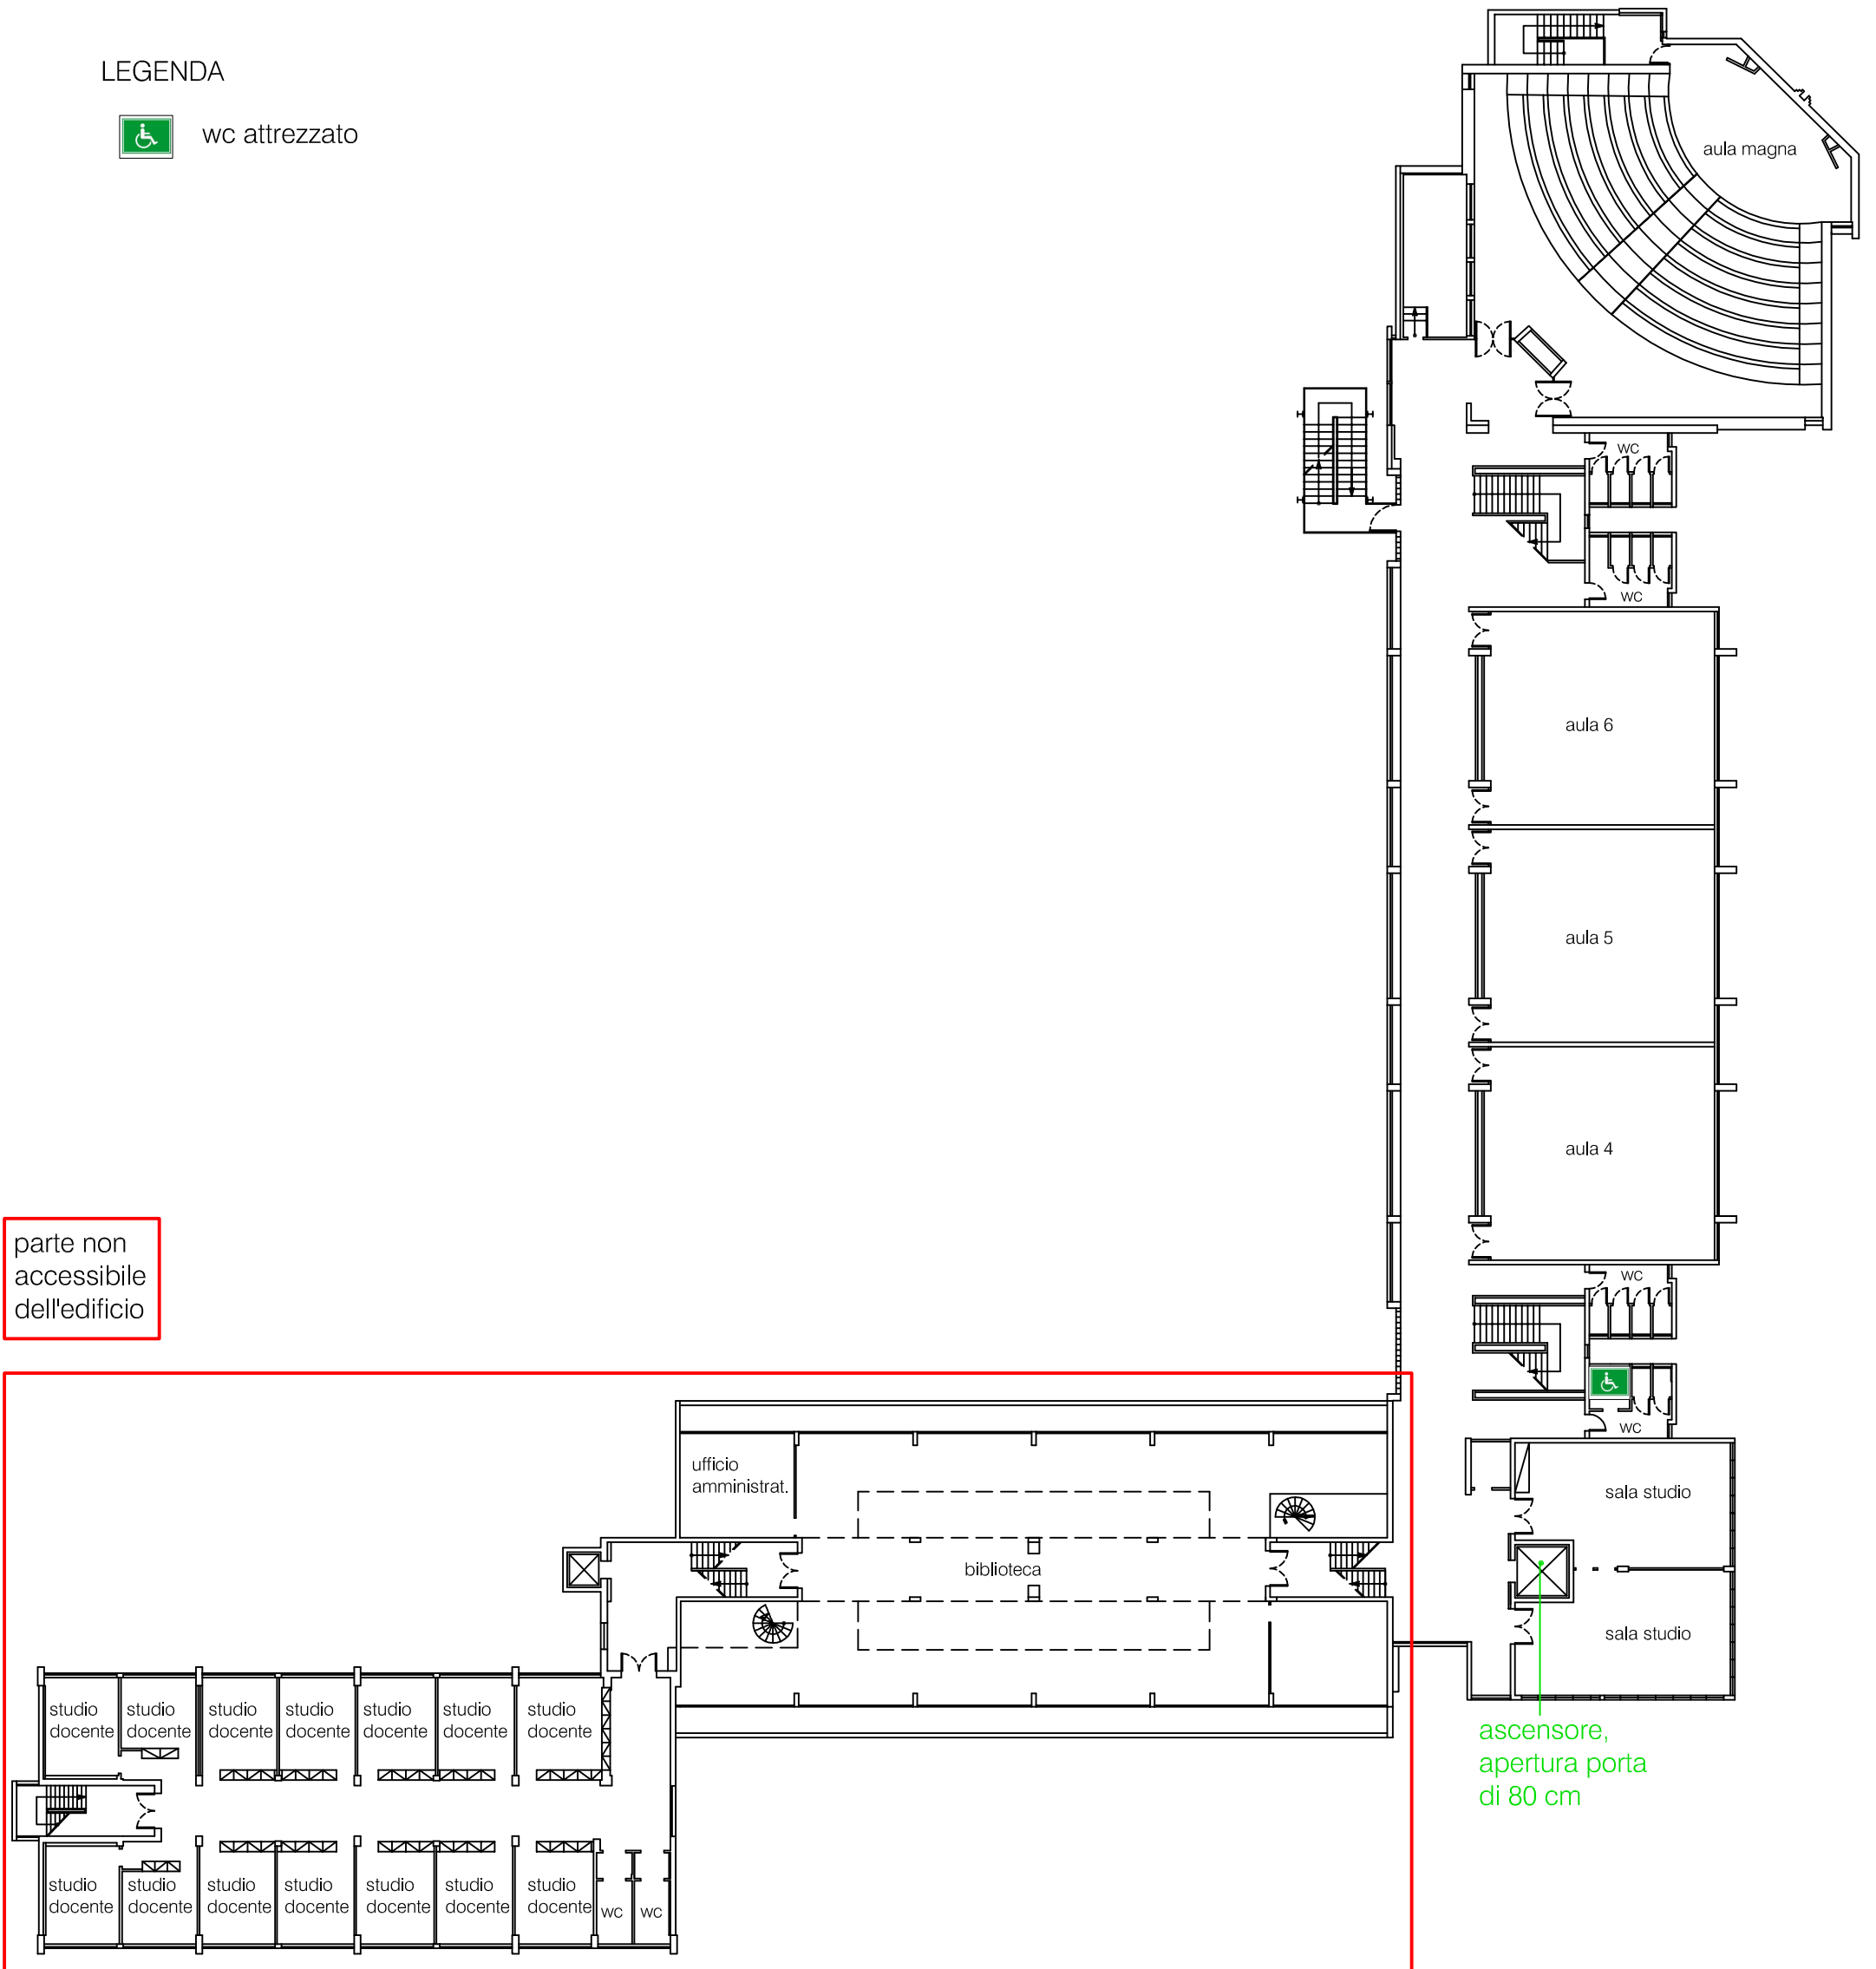 LEGENDA
wc attrezzato
aula magna
wc
wc
aula 6
aula 5
aula 4
wc
wc
parte non
accessibile
dell'edificio
ufficio
amministrat.
biblioteca
sala studio
sala studio
ascensore,
apertura porta
di 80 cm
studio
docente
studio
docente
studio
docente
studio
docente
studio
docente
studio
docente
studio
docente
studio
docente
studio
docente
studio
docente
studio
docente
studio
docente
studio
docente
studio
docente
wc
wc